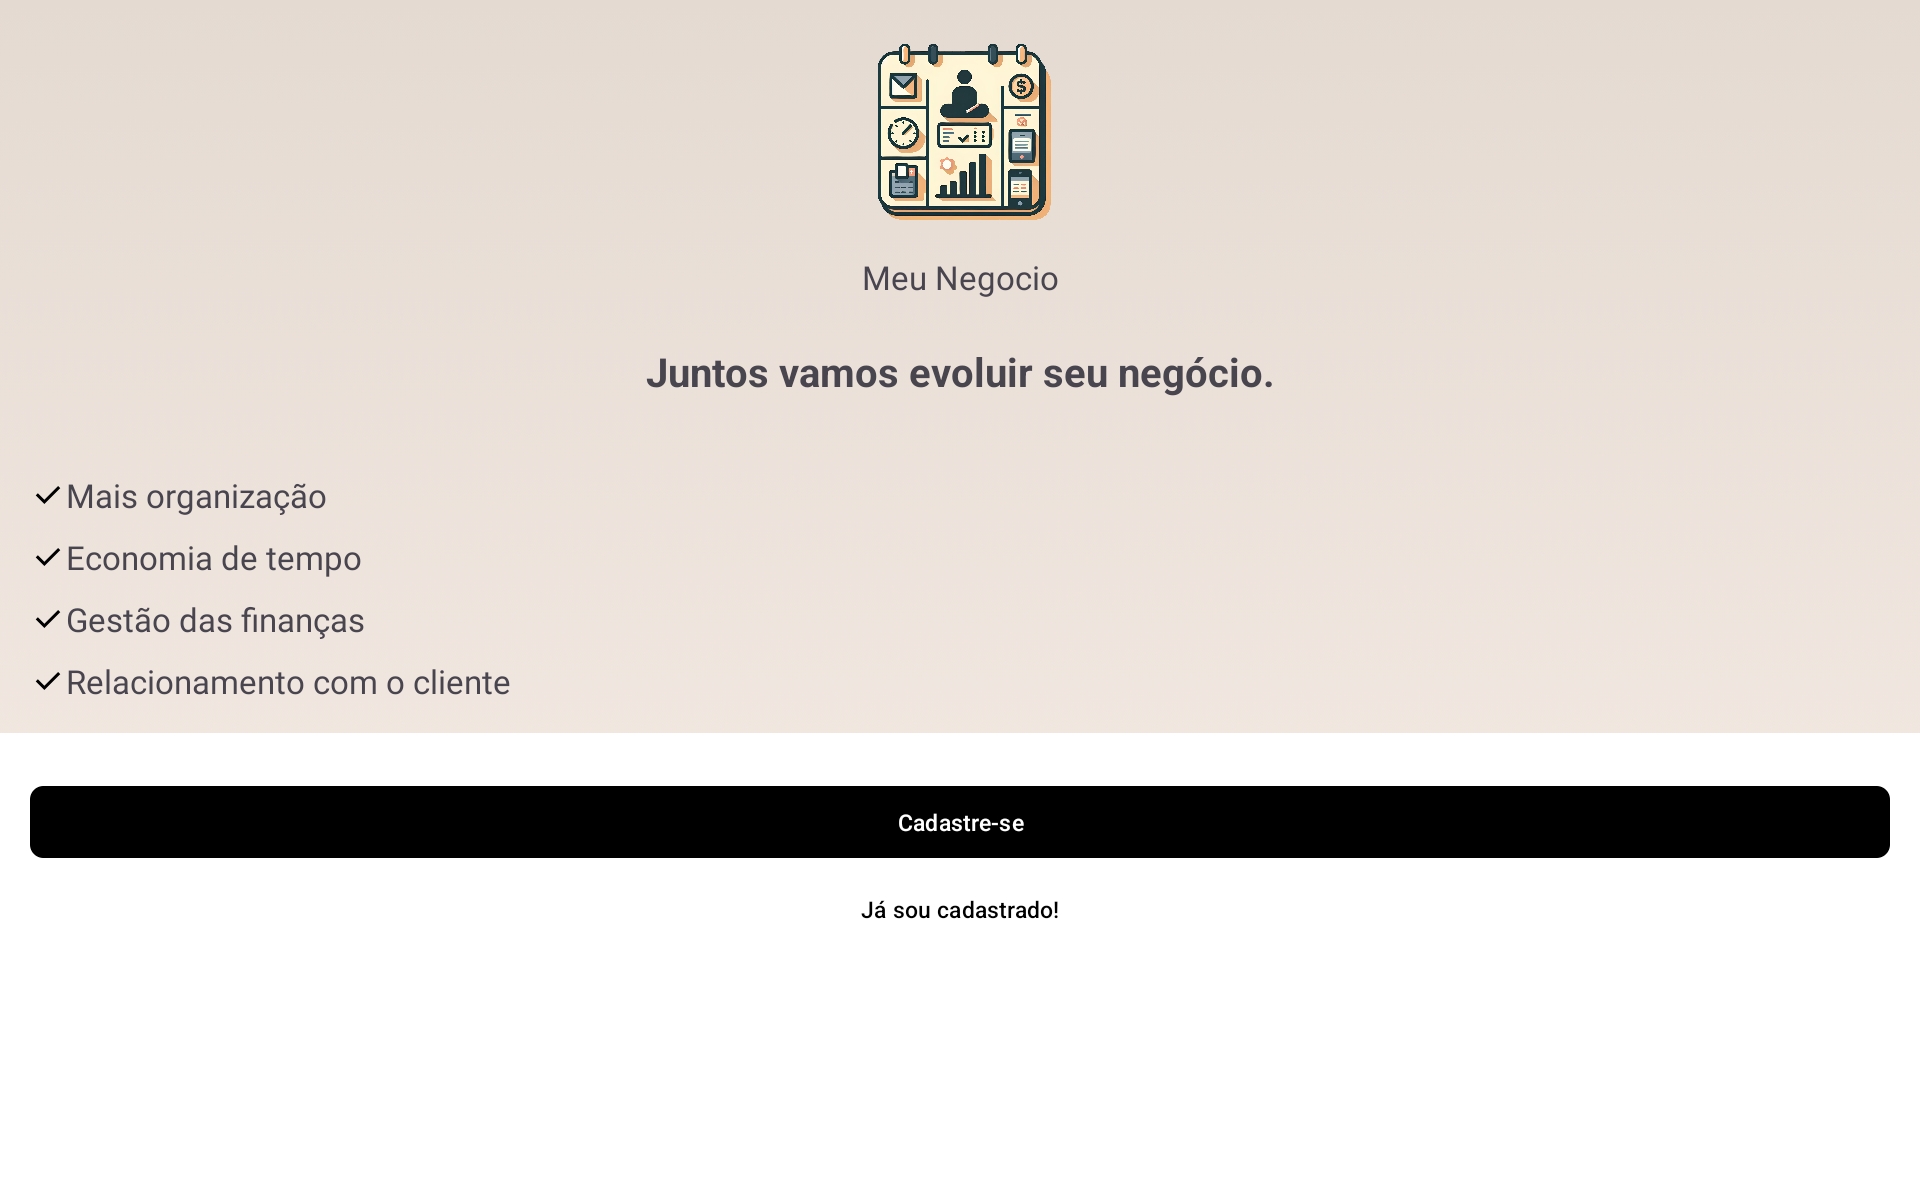 Meu Negocio
Juntos vamos evoluir seu negócio.
Mais organização
Economia de tempo
Gestão das finanças
Relacionamento com o cliente
Cadastre-se
Já sou cadastrado!